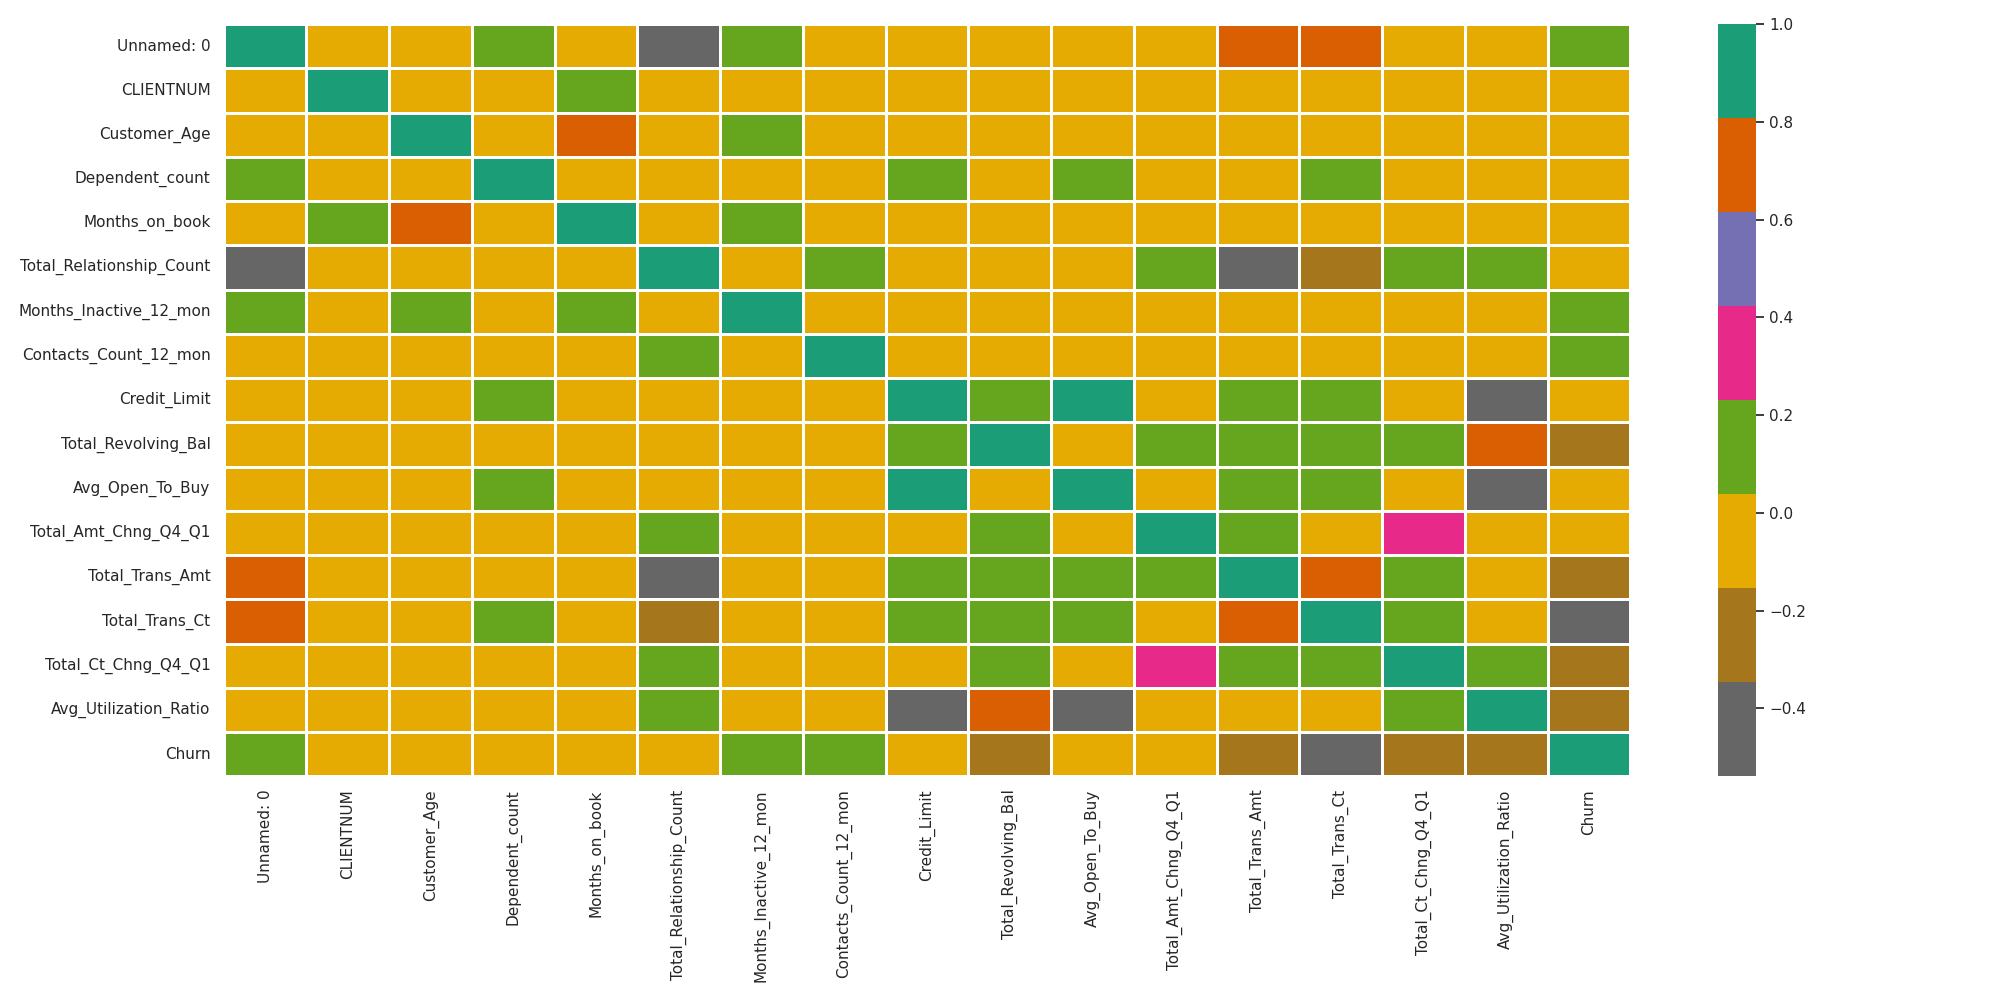 Unnamed: 0
CLIENTNUM
Customer_Age
Dependent_count
Months_on_book
Total_Relationship_Count
Months_Inactive_12_mon
Contacts_Count_12_mon
Credit_Limit
Total_Revolving_Bal
Avg_Open_To_Buy
Total_Amt_Chng_Q4_Q1
Total_Trans_Amt
Total_Trans_Ct
Total_Ct_Chng_Q4_Q1
Avg_Utilization_Ratio
Churn
Unnamed: 0
CLIENTNUM
Customer_Age
Dependent_count
Months_on_book
Total_Relationship_Count
Months_Inactive_12_mon
Contacts_Count_12_mon
Credit_Limit
Total_Revolving_Bal
Avg_Open_To_Buy
Total_Amt_Chng_Q4_Q1
Total_Trans_Amt
Total_Trans_Ct
Total_Ct_Chng_Q4_Q1
Avg_Utilization_Ratio
Churn
1.0
0.8
0.6
0.4
0.2
0.0
−0.2
−0.4